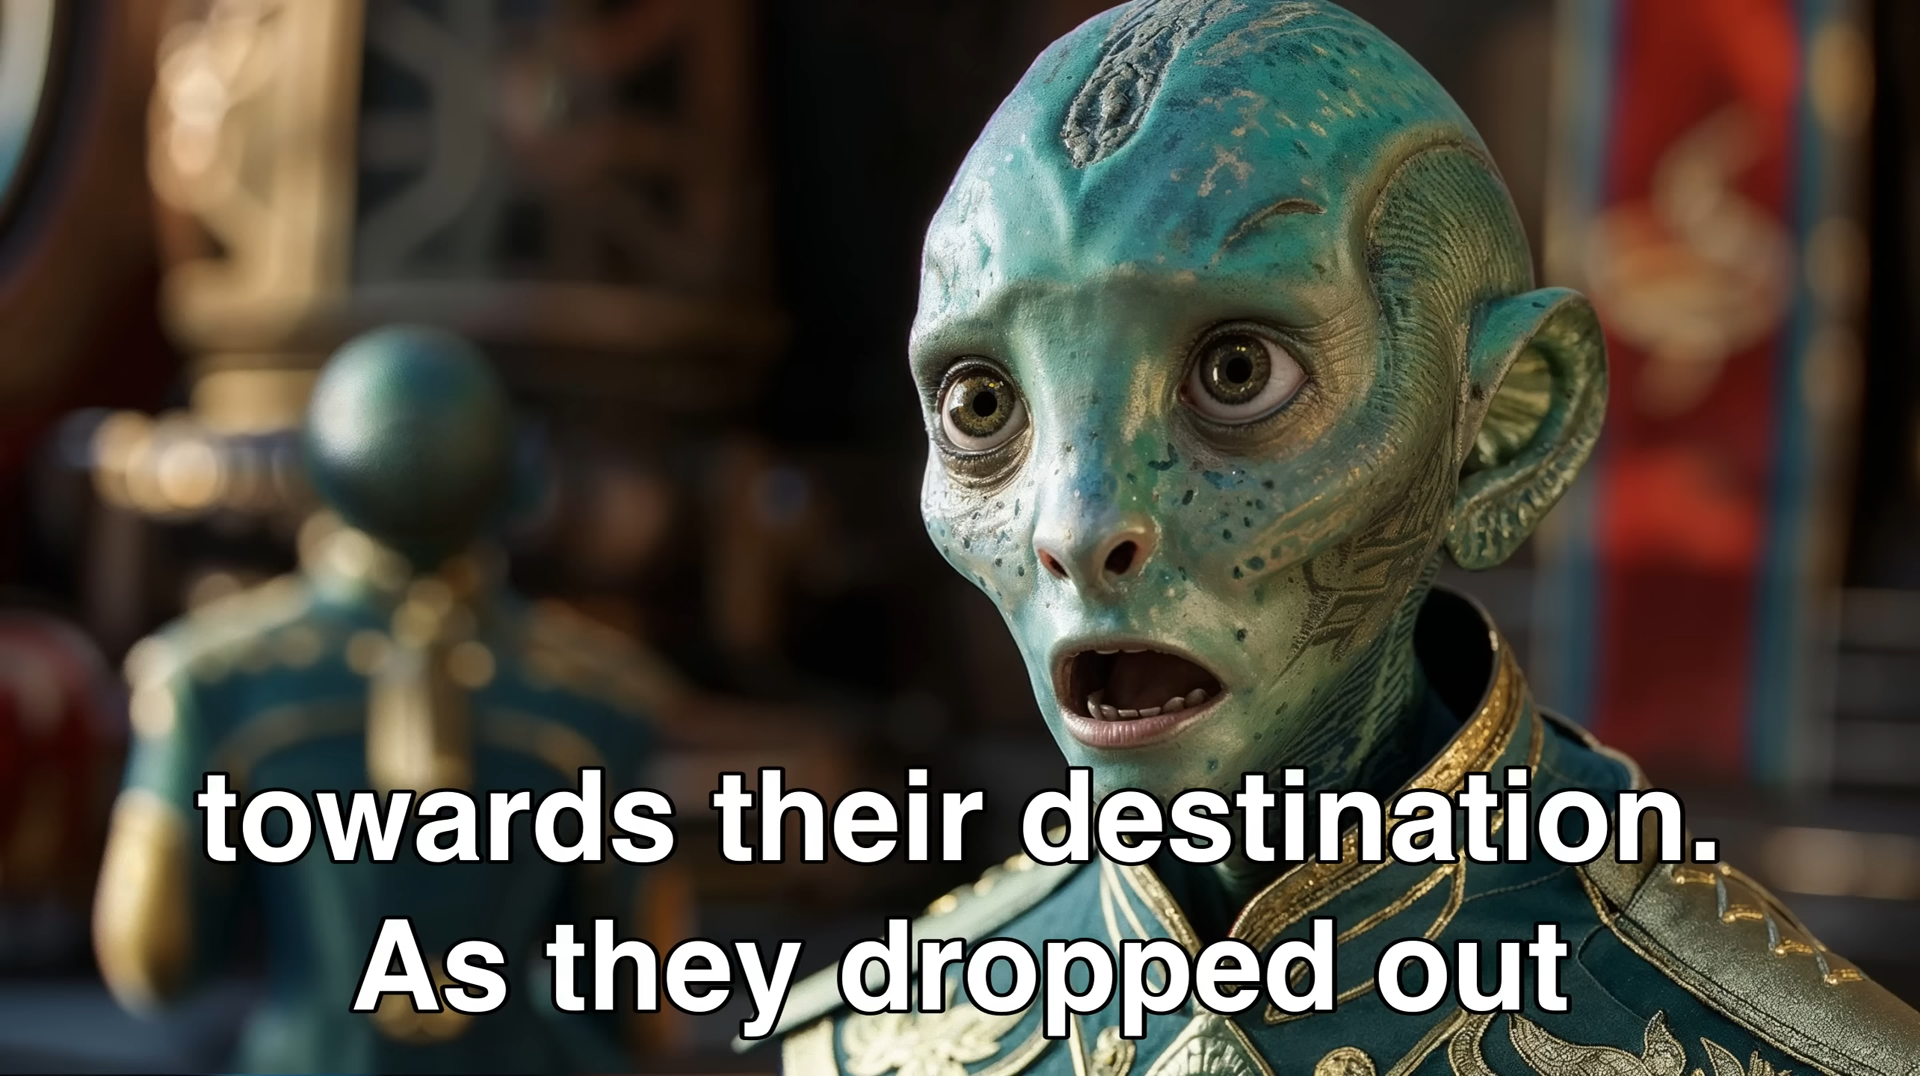 towards their destination.
As they dropped out